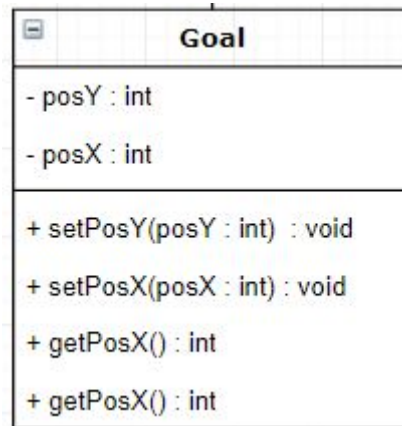 Goal
- posY : int
- posX : int
+ setPosY(posY : int) : void
+ setPosX(posX : int) : void
+ getPosX() : int
+ getPosX() : int